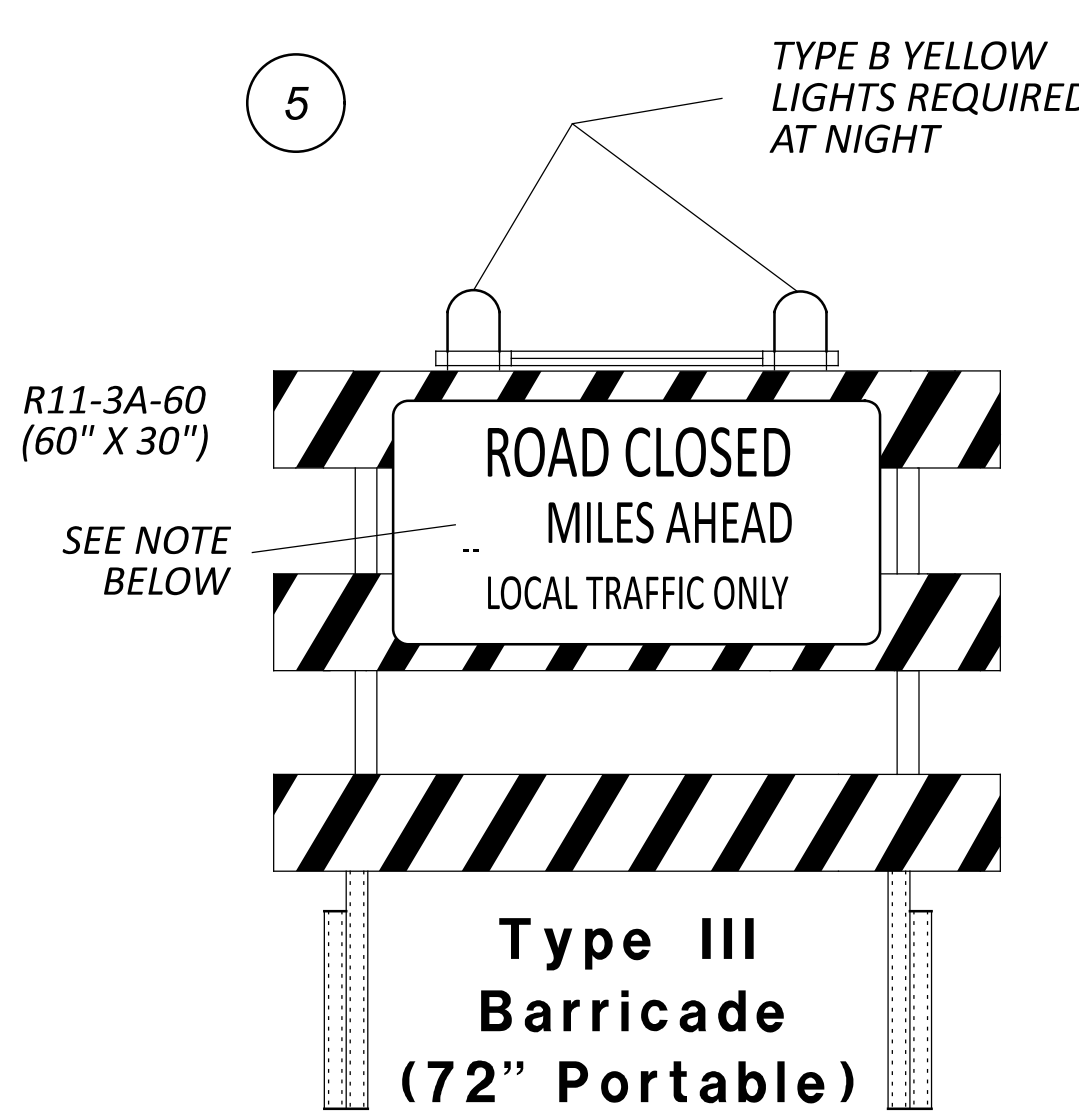 5
TYPE B YELLOW
LIGHTS REQUIRED
AT NIGHT
R11-3A-60
(60" X 30")
ROAD CLOSED
MILES AHEAD
--
LOCAL TRAFFIC ONLY
SEE NOTE
BELOW
Type III
Barricade
(72” Portable)